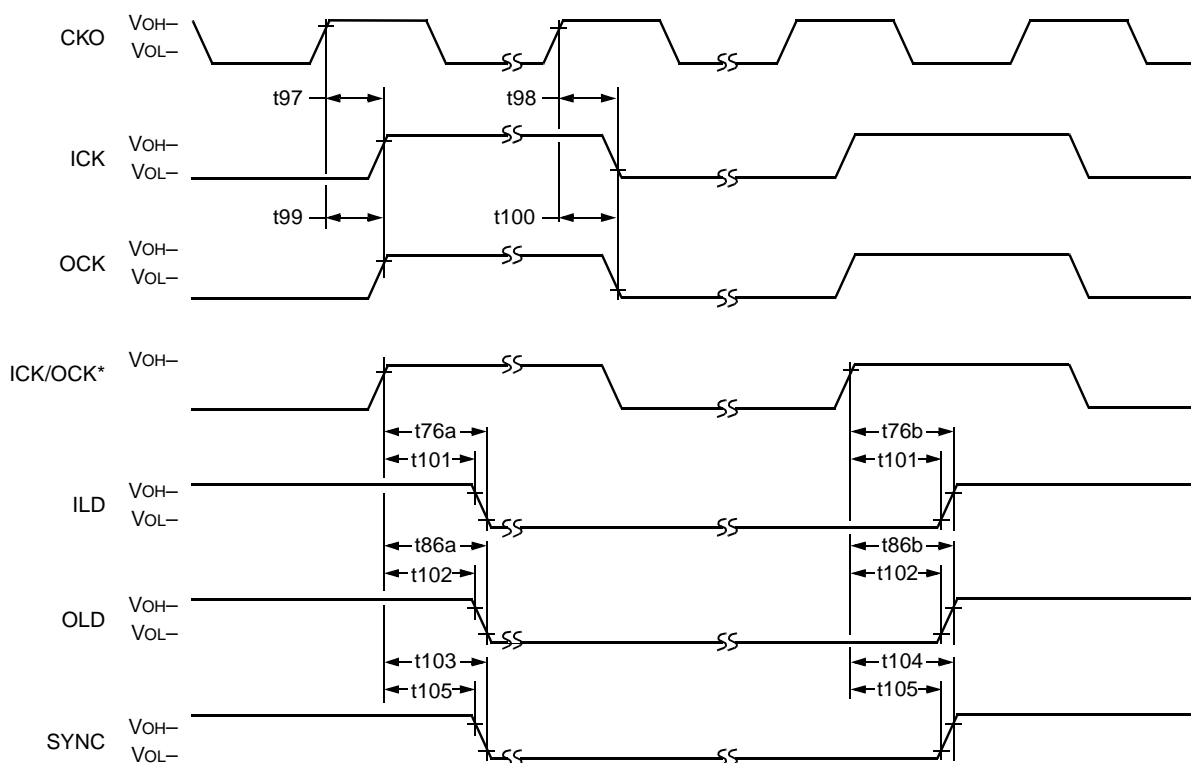 CKO VOH–
VOL–
t97 t98
ICK VOH–
VOL–
t99 t100
OCK VOH–
VOL–
ICK/OCK* VOH–
t76a t76b
t101 t101
ILD VOH–
VOL–
t86a t86b
t102 t102
OLD VOH–
VOL–
t103 t104
t105 t105
SYNC VOH–
VOL–